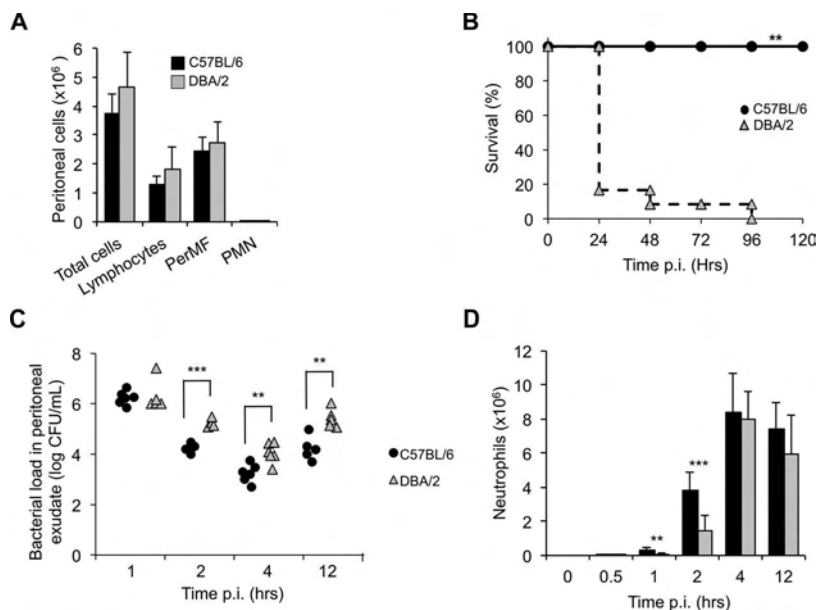 A
Peritoneal cells (x10⁶)
6
5
4
3
2
1
0
C57BL/6
DBA/2
Total cells
Lymphocytes
PerMF
PMN
B
Survival (%)
100
80
60
40
20
0
**
C57BL/6
DBA/2
0 24 48 72 96 120
Time p.i. (Hrs)
C
Bacterial load in peritoneal
exudate (log CFU/mL)
8
6
4
2
0
***
**
**
C57BL/6
DBA/2
1 2 4 12
Time p.i. (hrs)
D
Neutrophils (x10⁶)
12
10
8
6
4
2
0
**
***
0 0.5 1 2 4 12
Time p.i. (hrs)